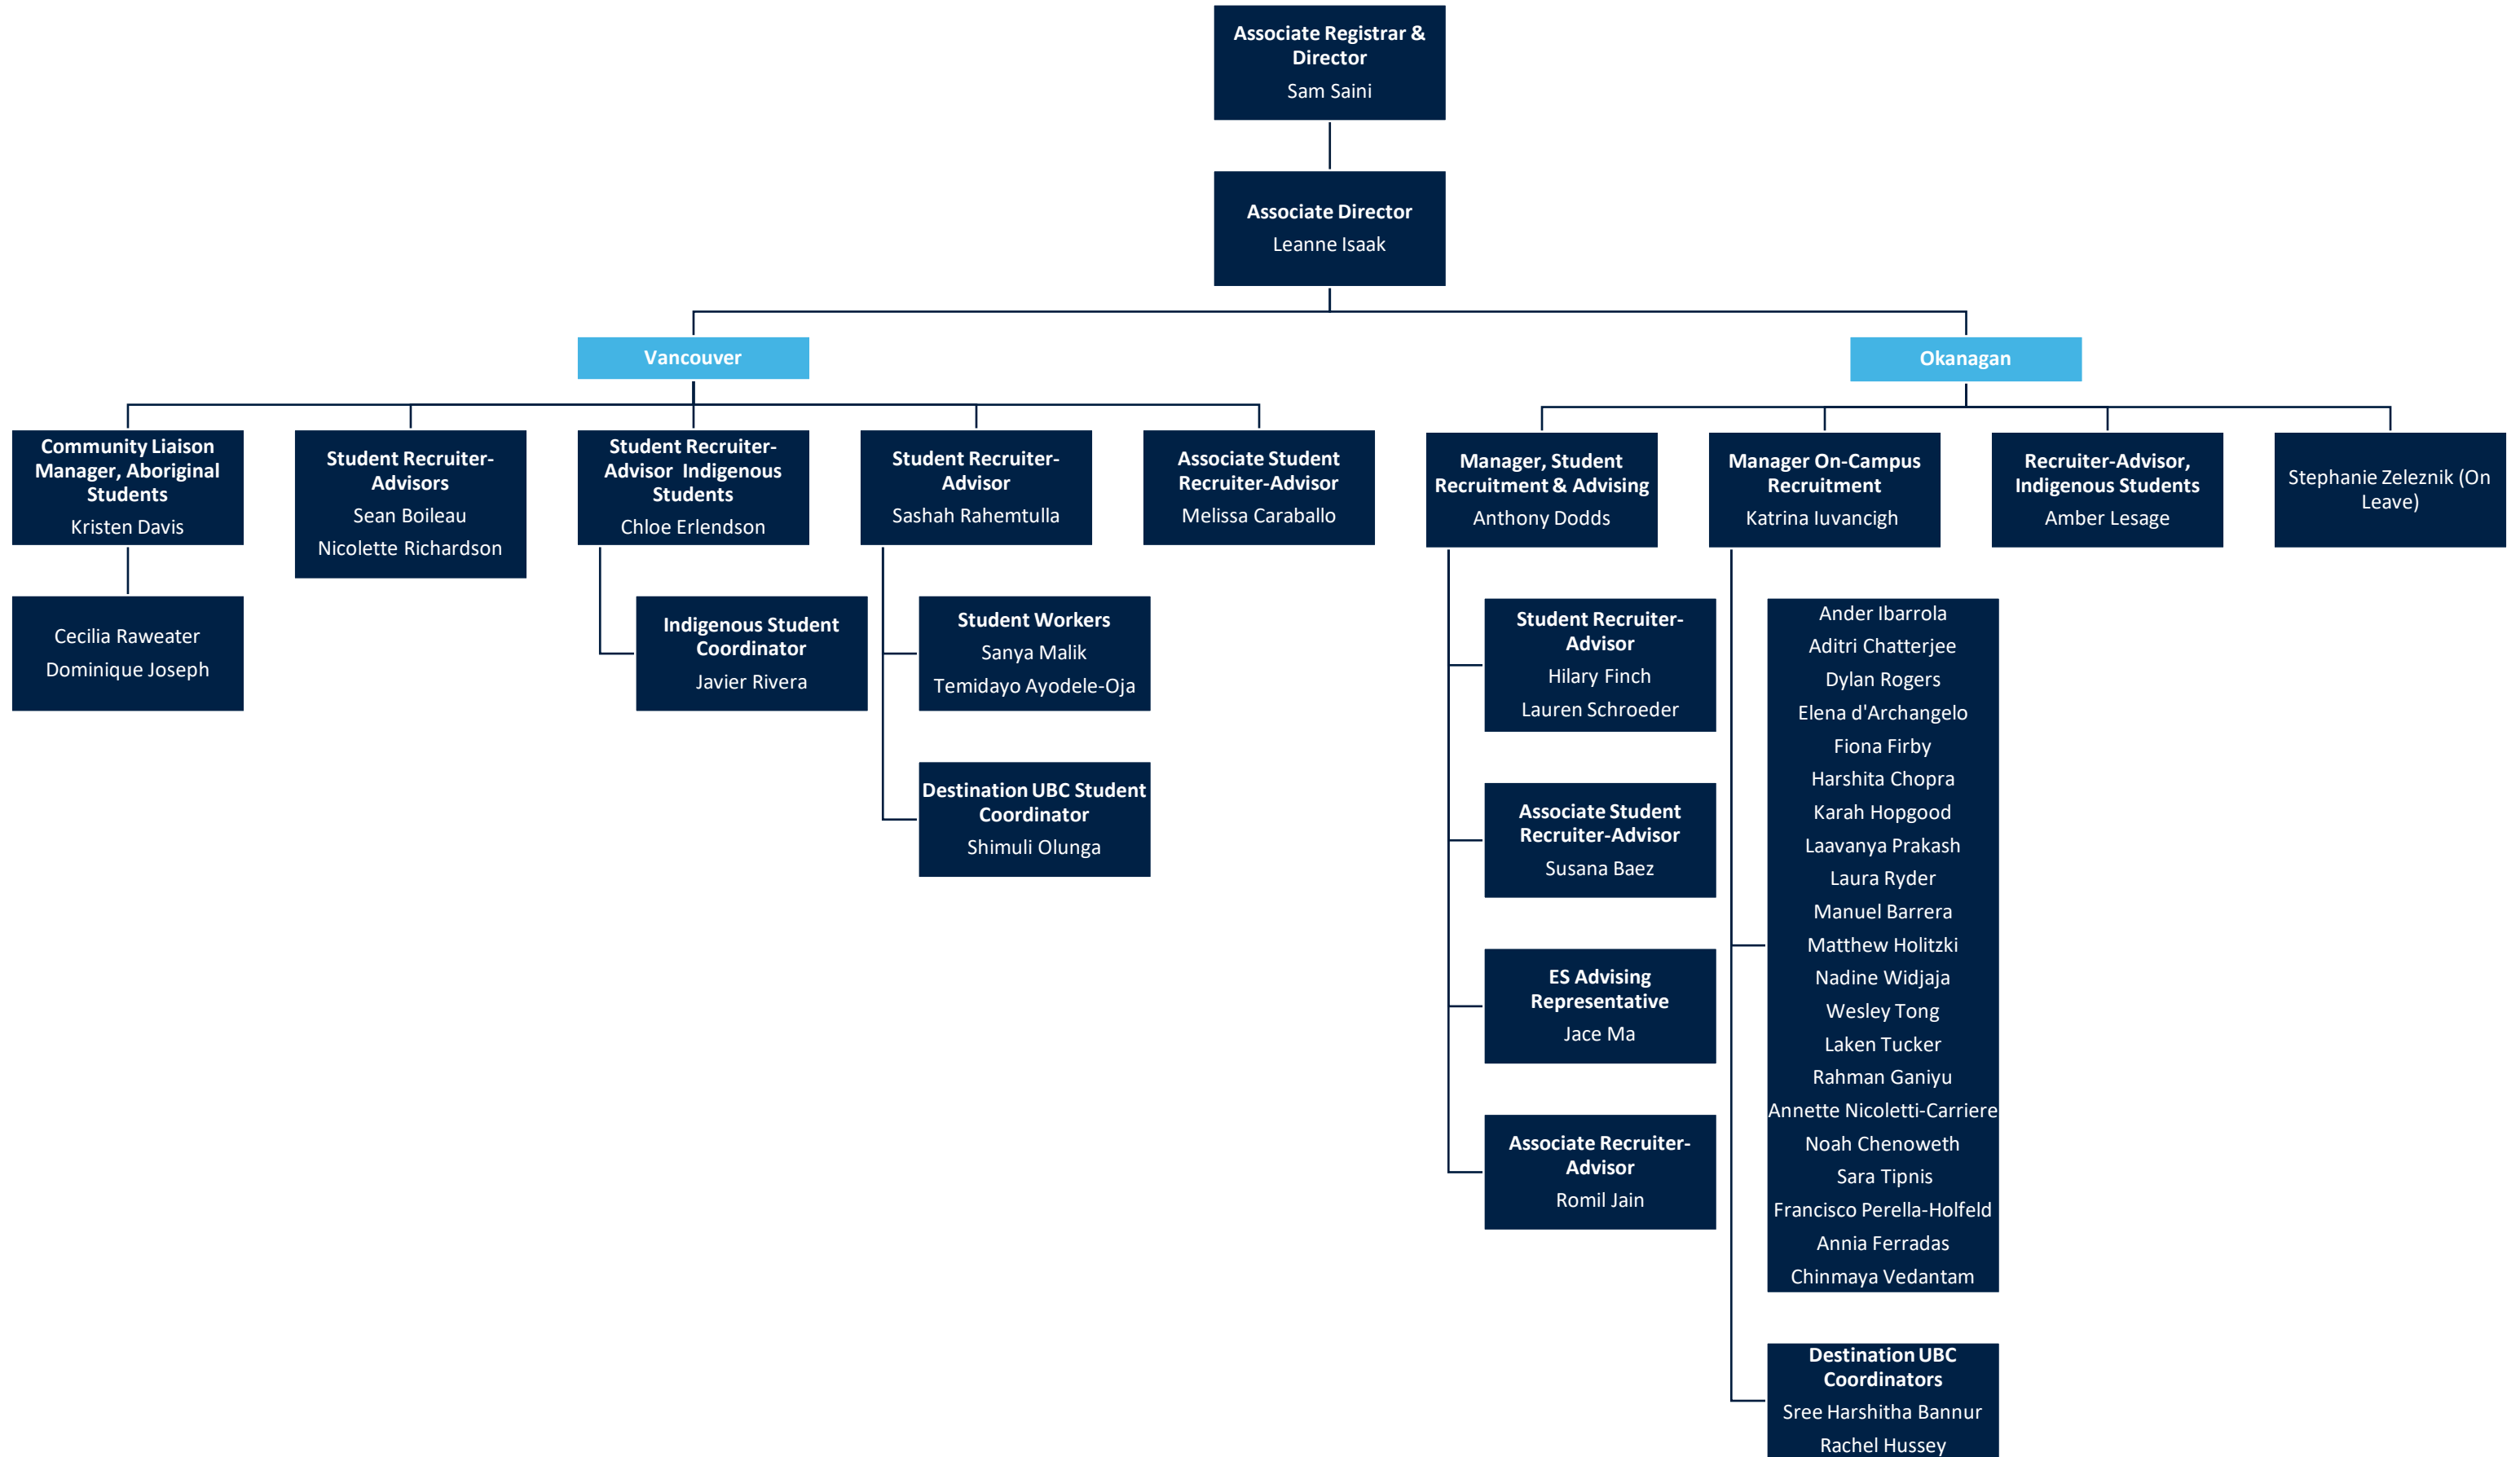 Associate Registrar &
Director
Sam Saini
Associate Director
Leanne Isaak
Vancouver
Okanagan
Community Liaison
Manager, Aboriginal
Students
Kristen Davis
Student Recruiter-
Advisors
Sean Boileau
Nicolette Richardson
Student Recruiter-
Advisor Indigenous
Students
Chloe Erlendson
Student Recruiter-
Advisor
Sashah Rahemtulla
Associate Student
Recruiter-Advisor
Melissa Caraballo
Manager, Student
Recruitment & Advising
Anthony Dodds
Manager On-Campus
Recruitment
Katrina Iuvancigh
Recruiter-Advisor,
Indigenous Students
Amber Lesage
Stephanie Zeleznik (On
Leave)
Cecilia Raweater
Dominique Joseph
Indigenous Student
Coordinator
Javier Rivera
Student Workers
Sanya Malik
Temidayo Ayodele-Oja
Destination UBC Student
Coordinator
Shimuli Olunga
Student Recruiter-
Advisor
Hilary Finch
Lauren Schroeder
Associate Student
Recruiter-Advisor
Susana Baez
ES Advising
Representative
Jace Ma
Associate Recruiter-
Advisor
Romil Jain
Ander Ibarrola
Aditri Chatterjee
Dylan Rogers
Elena d'Archangelo
Fiona Firby
Harshita Chopra
Karah Hopgood
Laavanya Prakash
Laura Ryder
Manuel Barrera
Matthew Holitzki
Nadine Widjaja
Wesley Tong
Laken Tucker
Rahman Ganiyu
Annette Nicoletti-Carriere
Noah Chenoweth
Sara Tipnis
Francisco Perella-Holfeld
Annia Ferradas
Chinmaya Vedantam
Destination UBC
Coordinators
Sree Harshitha Bannur
Rachel Hussey